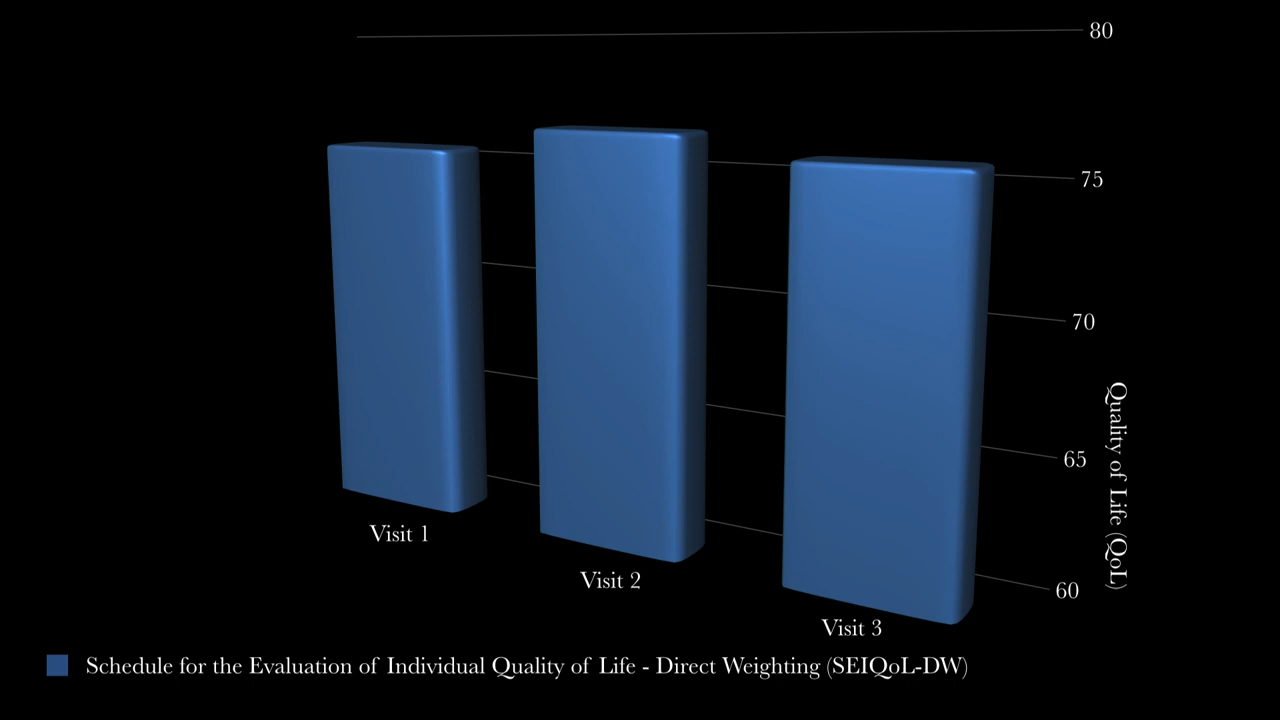 80
75
70
65
60
Quality of Life (QoL)
Visit 1
Visit 2
Visit 3
Schedule for the Evaluation of Individual Quality of Life - Direct Weighting (SEIQoL-DW)